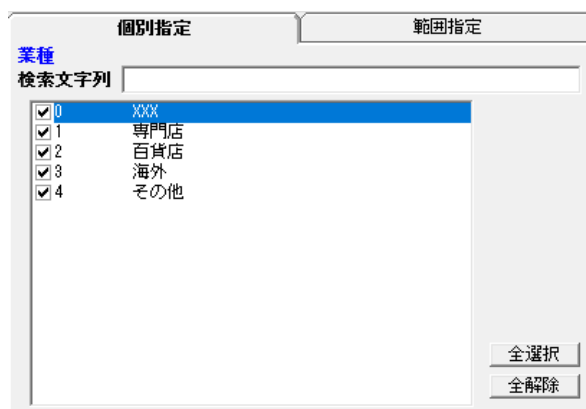 個別指定 範囲指定
業種
検索文字列
0 XXX
1 専門店
2 百貨店
3 海外
4 その他
全選択
全解除